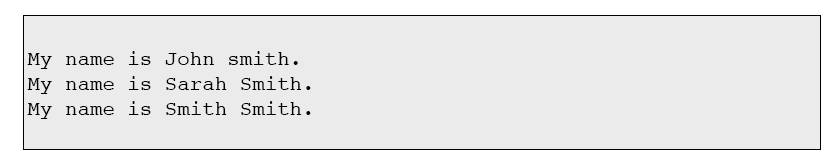 My name is John smith.
My name is Sarah Smith.
My name is Smith Smith.